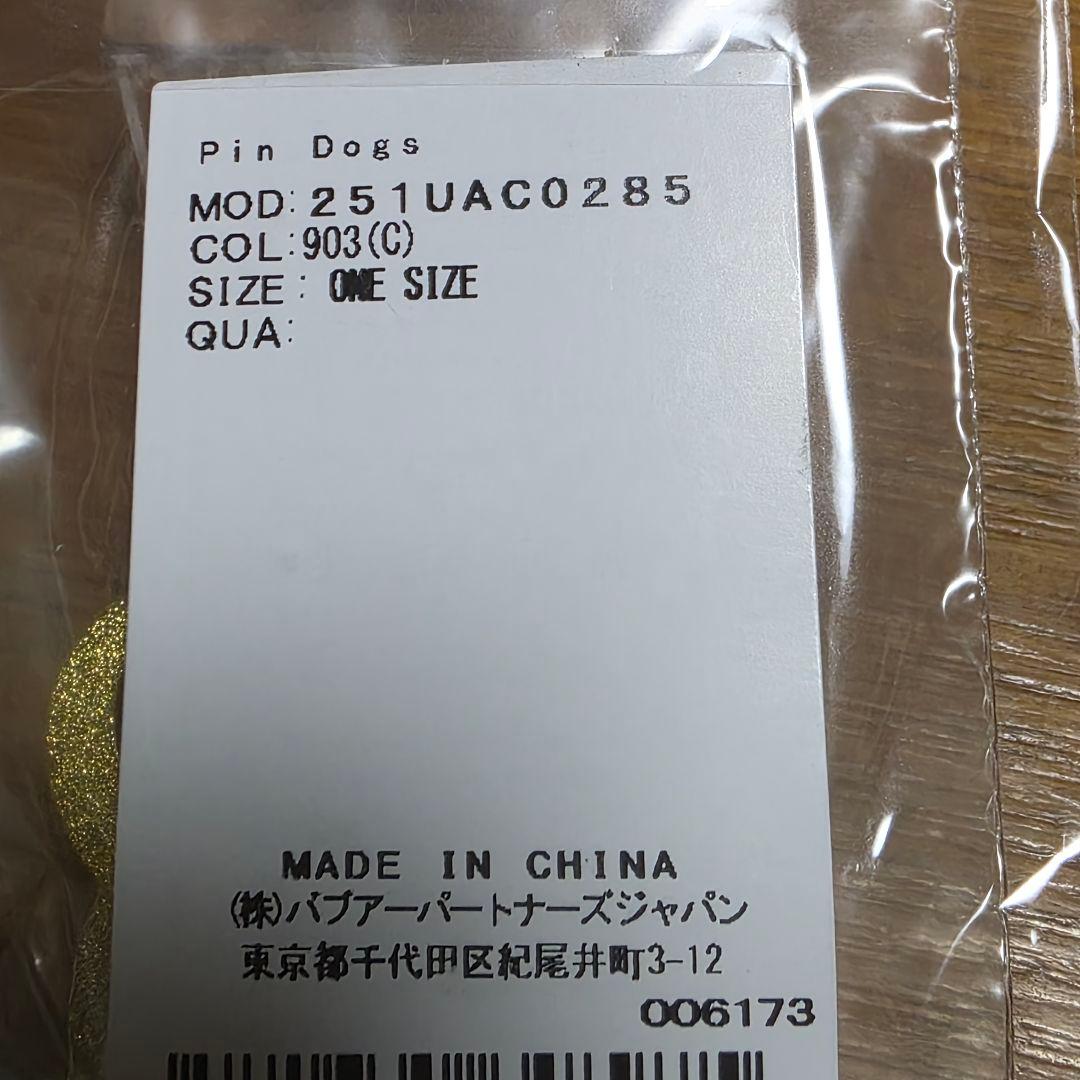 Pin Dogs
MOD:251UAC0285
COL:903(C)
SIZE: ONE SIZE
QUA:
MADE IN CHINA
(株)バブアーパートナーズジャパン
東京都千代田区紀尾井町3-12
006173